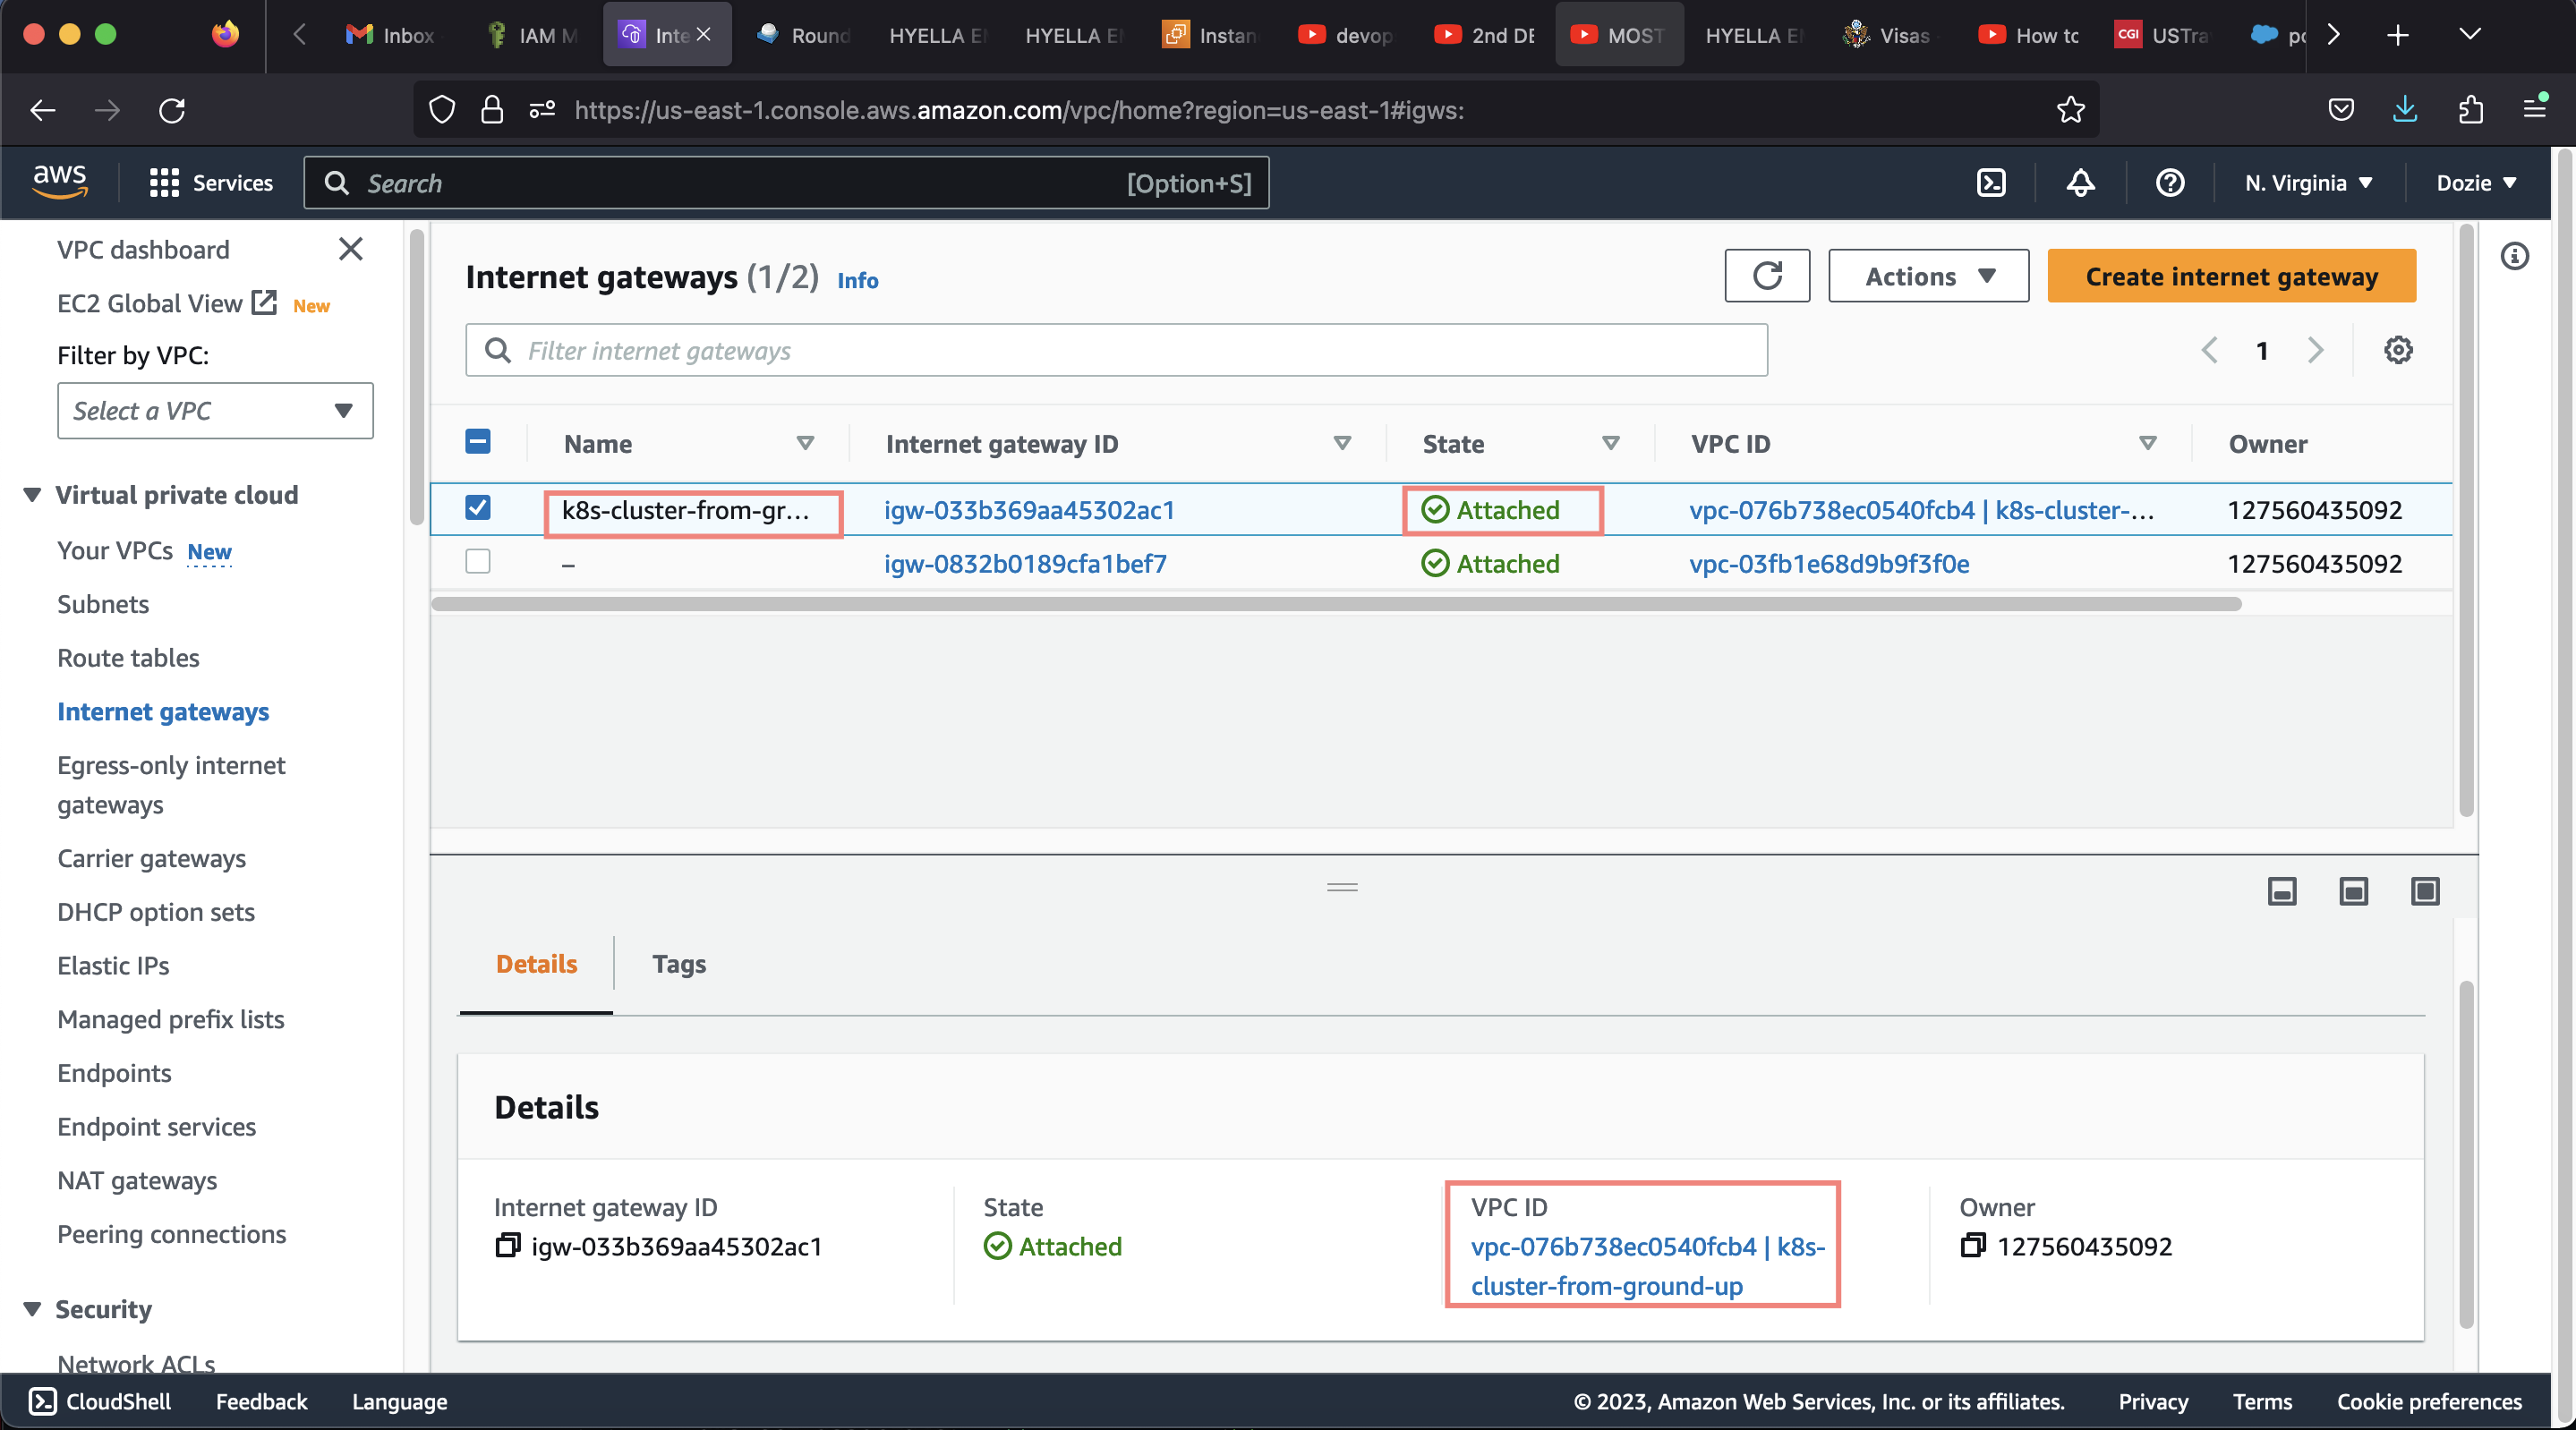 Inbox
IAM M
Inte
Round
HYELLA E
HYELLA E
Instan
devop
2nd DE
MOST
HYELLA E
Visas
How to
CGI
USTra
https://us-east-1.console.aws.amazon.com/vpc/home?region=us-east-1#igws:
aws
Services
Search
[Option+S]
N. Virginia
Dozie
VPC dashboard
EC2 Global View
New
Filter by VPC:
Select a VPC
Virtual private cloud
Your VPCs New
Subnets
Route tables
Internet gateways
Egress-only internet
gateways
Carrier gateways
DHCP option sets
Elastic IPs
Managed prefix lists
Endpoints
Endpoint services
NAT gateways
Peering connections
Security
Network ACLs
Internet gateways (1/2) Info
Actions
Create internet gateway
Filter internet gateways
1
Name
Internet gateway ID
State
VPC ID
Owner
k8s-cluster-from-gr...
igw-033b369aa45302ac1
Attached
vpc-076b738ec0540fcb4 | k8s-cluster-...
127560435092
–
igw-0832b0189cfa1bef7
Attached
vpc-03fb1e68d9b9f3f0e
127560435092
Details
Tags
Details
Internet gateway ID
igw-033b369aa45302ac1
State
Attached
VPC ID
vpc-076b738ec0540fcb4 | k8s-
cluster-from-ground-up
Owner
127560435092
CloudShell
Feedback
Language
© 2023, Amazon Web Services, Inc. or its affiliates.
Privacy
Terms
Cookie preferences